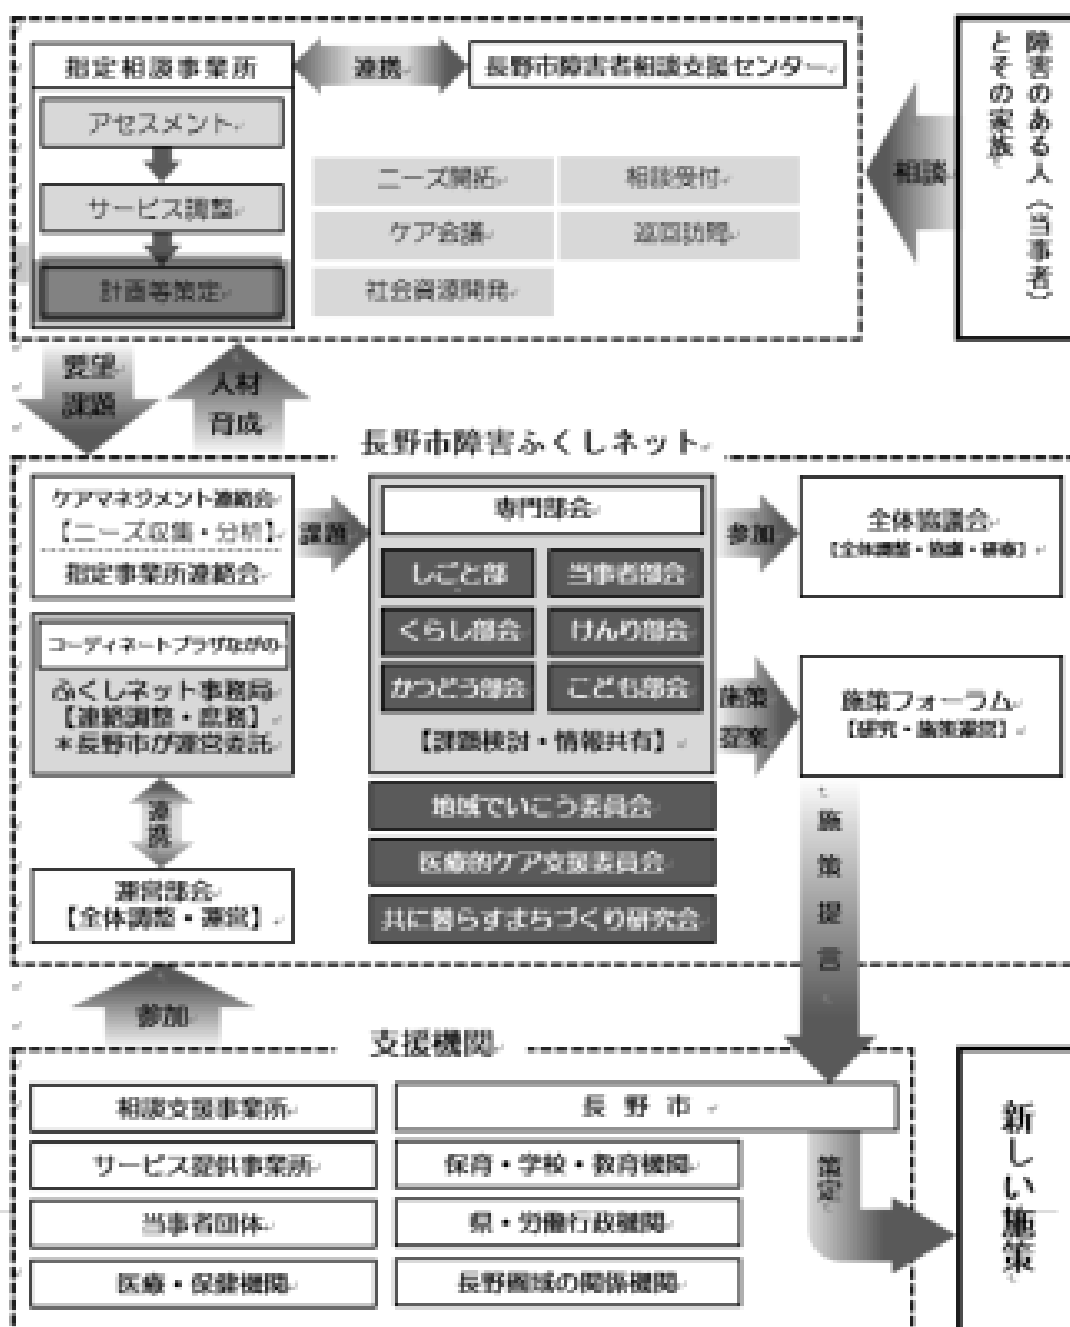 指定相談事業所
連携
長野市障害者相談支援センター
アセスメント
サービス調整
計画等策定
ニーズ開拓
相談受付
ケア会議
巡回訪問
社会資源開発
相談
障害のある人（当事者）
とその家族
要望
課題
人材
育成
長野市障害ふくしネット
ケアマネジメント連絡会
【ニーズ収集・分析】
指定事業所連絡会
課題
専門部会
しごと部
当事者部会
くらし部会
けんり部会
かつどう部会
こども部会
【課題検討・情報共有】
参加
全体協議会
【全体調整・協議・研修】
コーディネートプラザながの
ふくしネット事務局
【連絡調整・庶務】
＊長野市が運営委託
施策
提案
施策フォーラム
【研究・施策運営】
地域でいこう委員会
医療的ケア支援委員会
共に暮らすまちづくり研究会
連携
運営部会
【全体調整・運営】
施策提言
参加
支援機関
相談支援事業所
長野市
サービス提供事業所
保育・学校・教育機関
当事者団体
県・労働行政機関
医療・保健機関
長野圏域の関係機関
策定
新しい施策